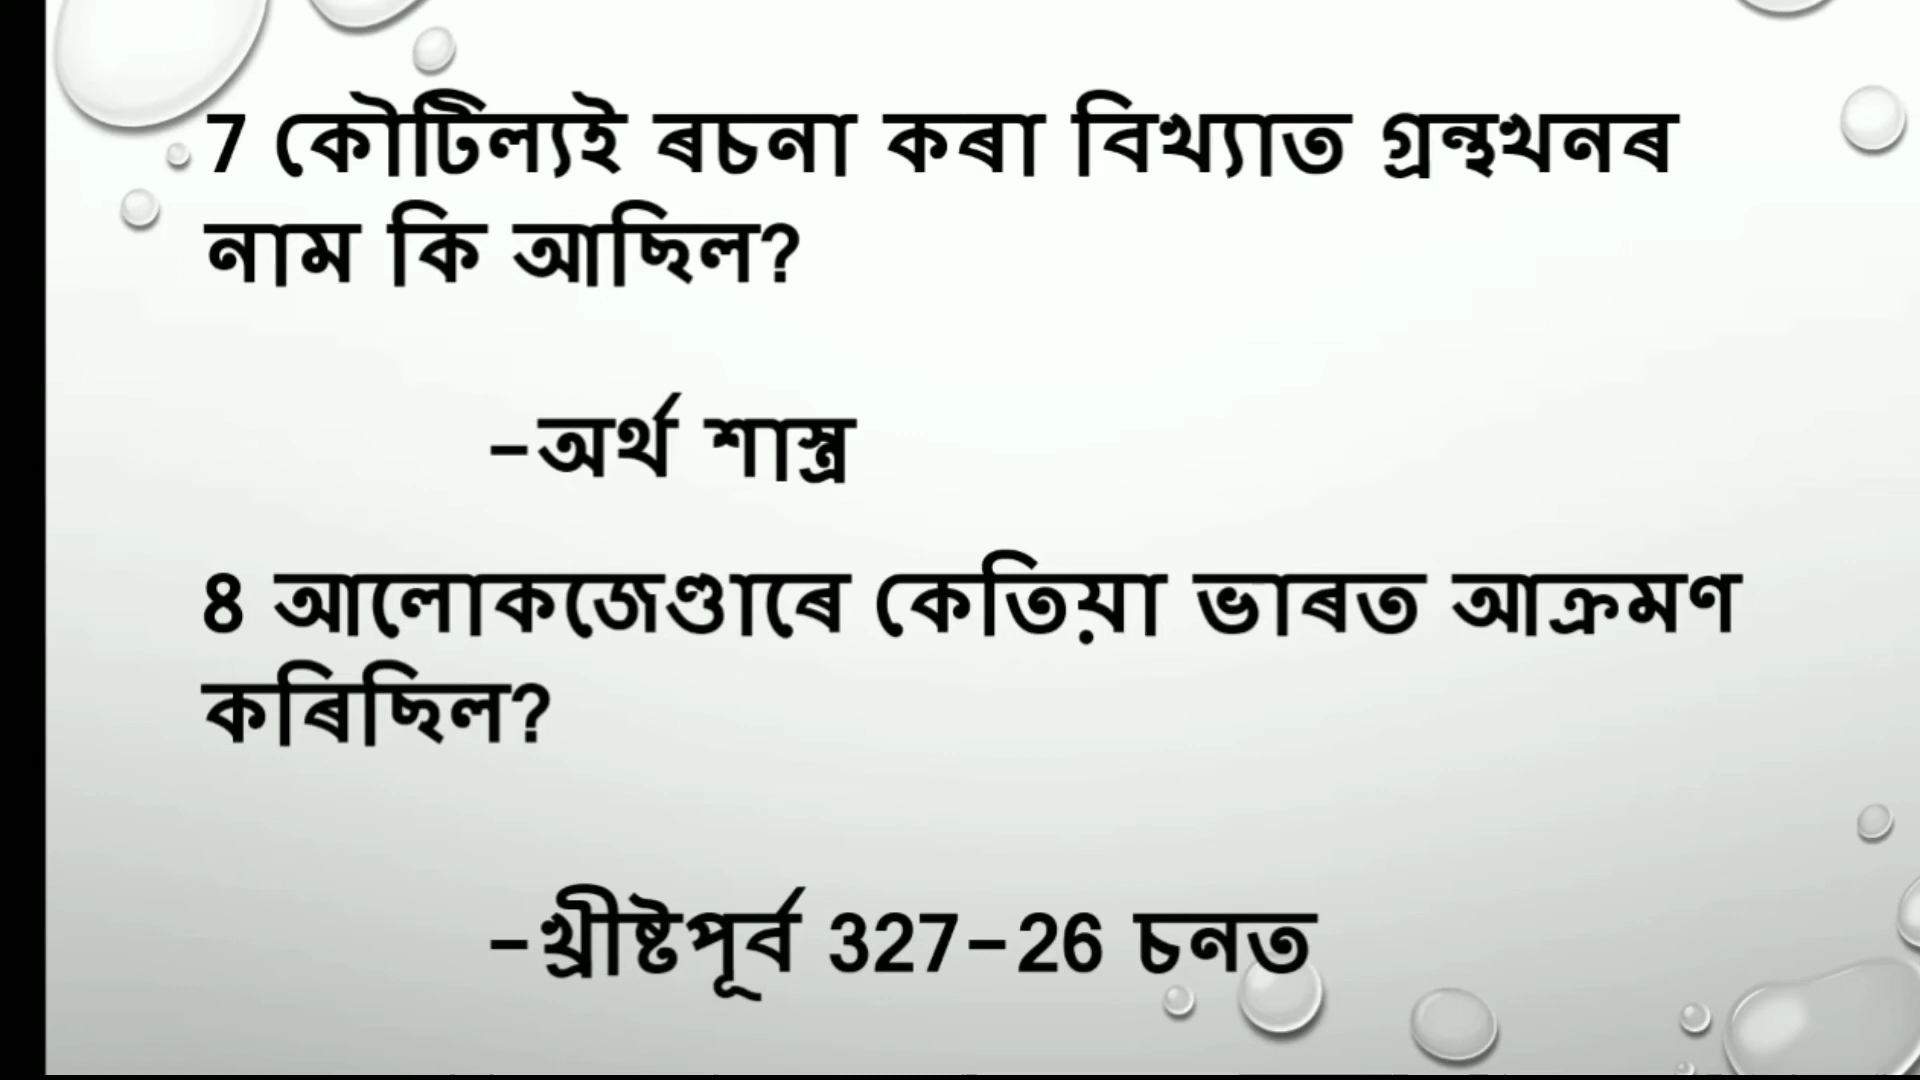 7 কৌটিল্যই ৰচনা কৰা বিখ্যাত গ্ৰন্থখনৰ
নাম কি আছিল?
-অৰ্থ শাস্ত্ৰ
8 আলোকজেণ্ডাৰে কেতিয়া ভাৰত আক্ৰমণ
কৰিছিল?
-খ্ৰীষ্টপূৰ্ব 327-26 চনত